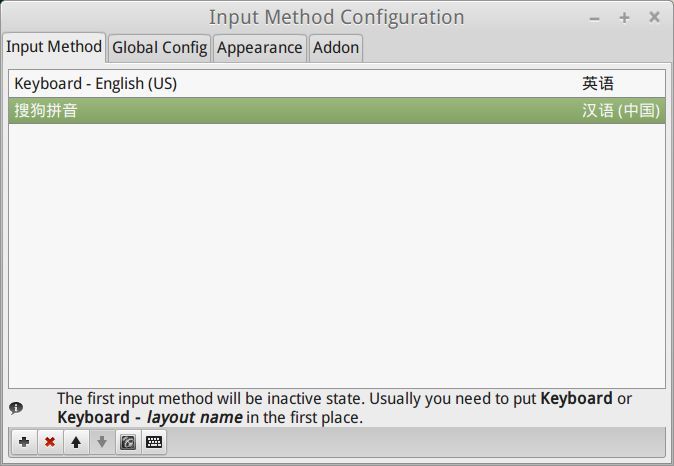 Input Method Configuration
Input Method Global Config Appearance Addon
Keyboard - English (US) 英语
搜狗拼音 汉语 (中国)
The first input method will be inactive state. Usually you need to put Keyboard or
Keyboard - layout name in the first place.